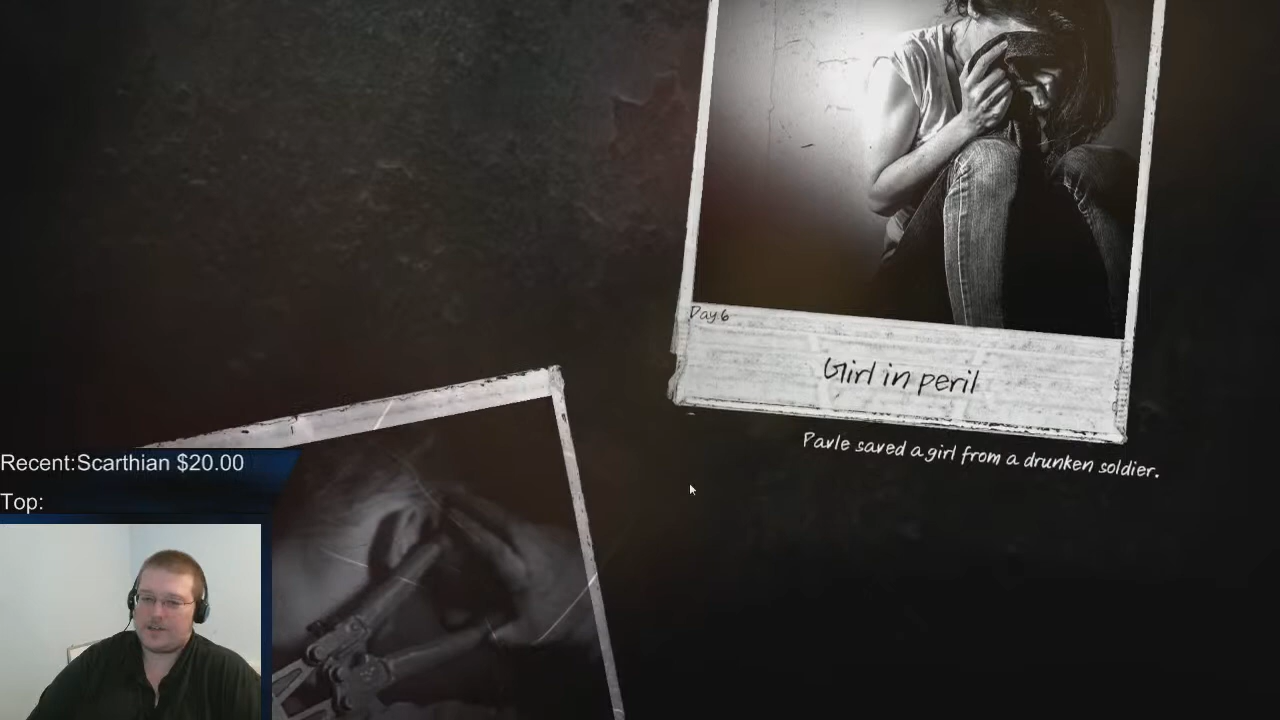 Day 6
Girl in peril
Pavle saved a girl from a drunken soldier.
Recent:Scarthian $20.00
Top: